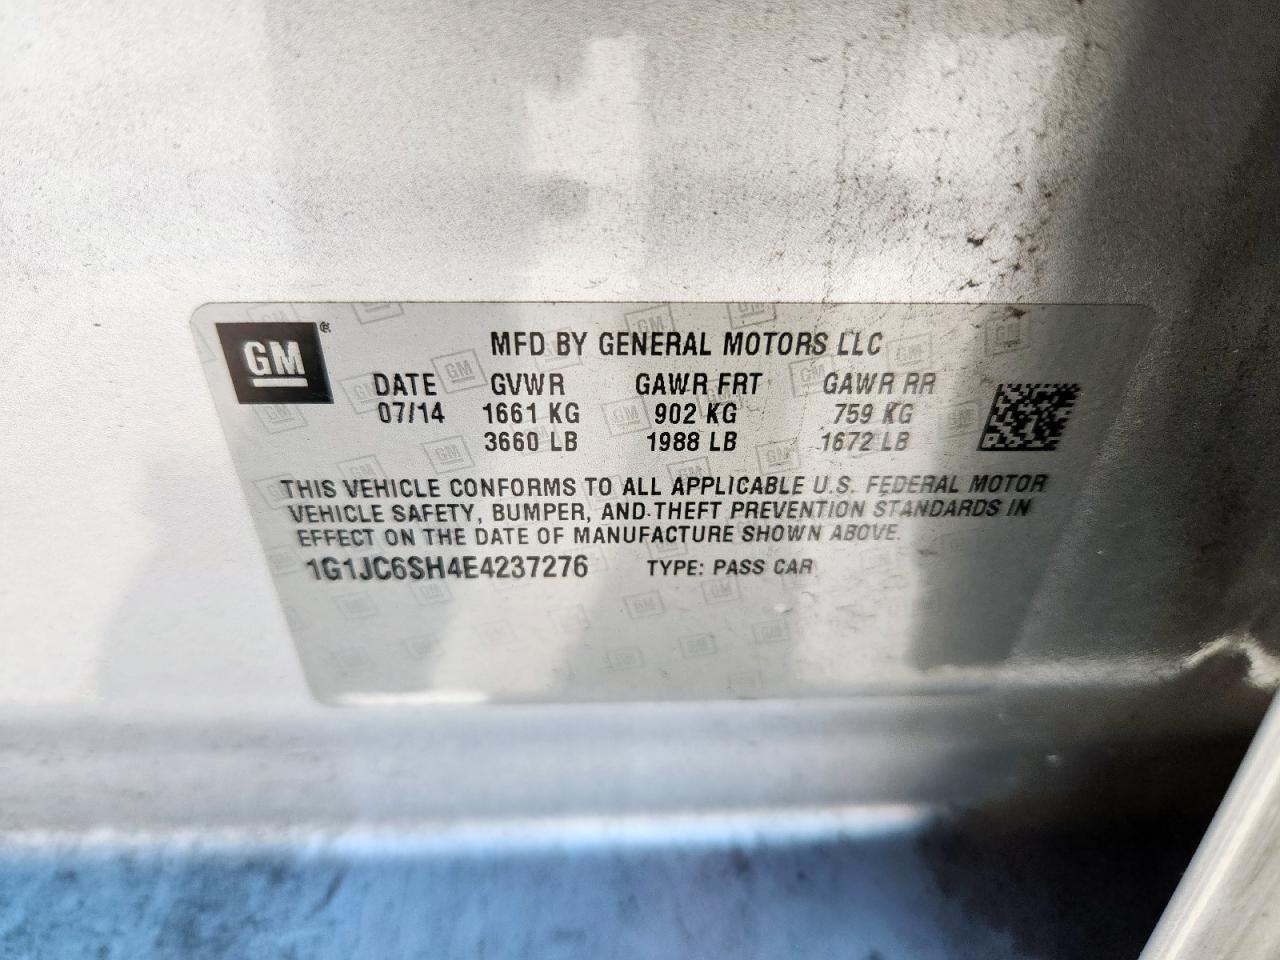 GM ®
MFD BY GENERAL MOTORS LLC
DATE GVWR GAWR FRT GAWR RR
07/14 1661 KG 902 KG 759 KG
3660 LB 1988 LB 1672 LB
THIS VEHICLE CONFORMS TO ALL APPLICABLE U.S. FEDERAL MOTOR
VEHICLE SAFETY, BUMPER, AND THEFT PREVENTION STANDARDS IN
EFFECT ON THE DATE OF MANUFACTURE SHOWN ABOVE.
1G1JC6SH4E4237276 TYPE: PASS CAR